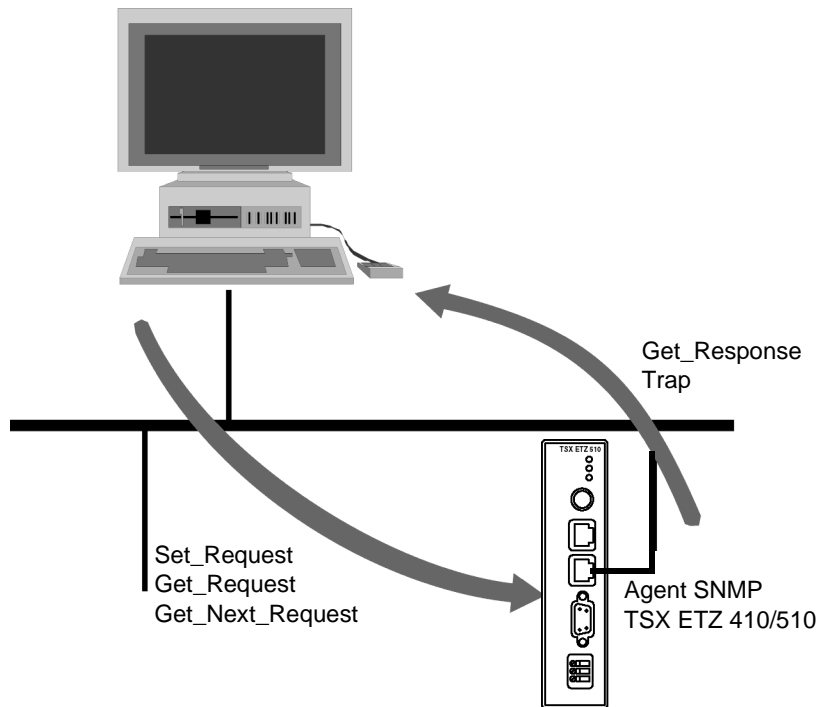 Get_Response
Trap
TSX ETZ 510
Set_Request
Get_Request
Get_Next_Request
Agent SNMP
TSX ETZ 410/510